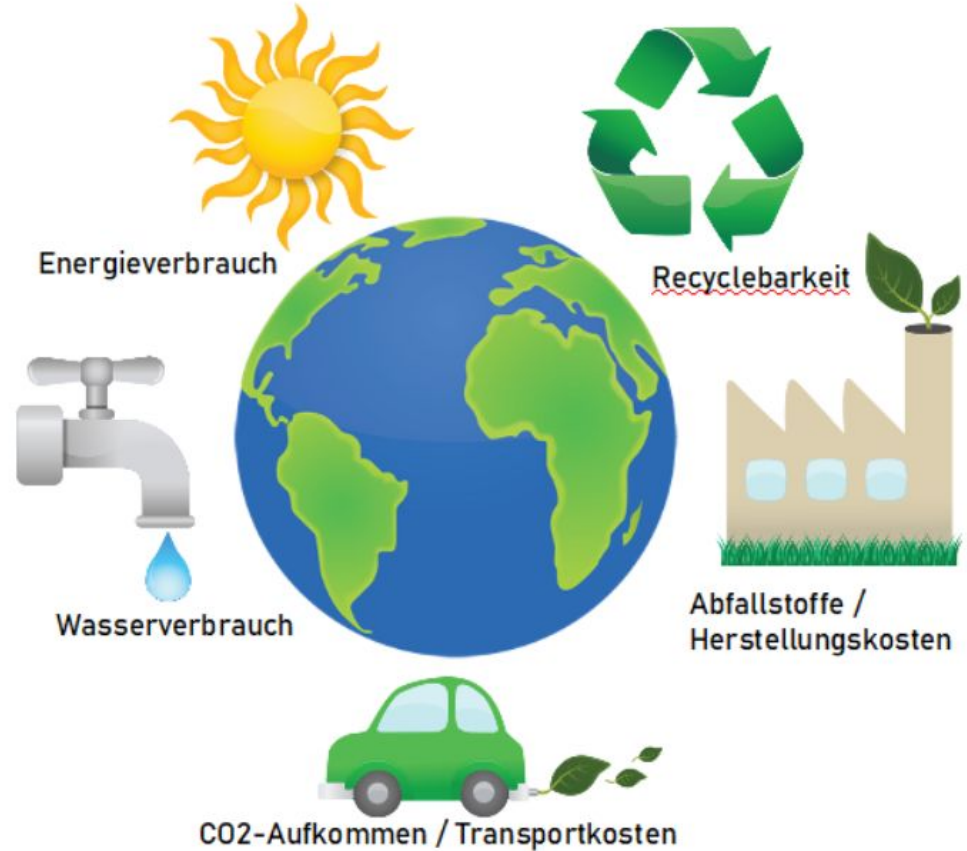 Energieverbrauch
Recyclebarkeit
Wasserverbrauch
Abfallstoffe /
Herstellungskosten
CO2-Aufkommen / Transportkosten